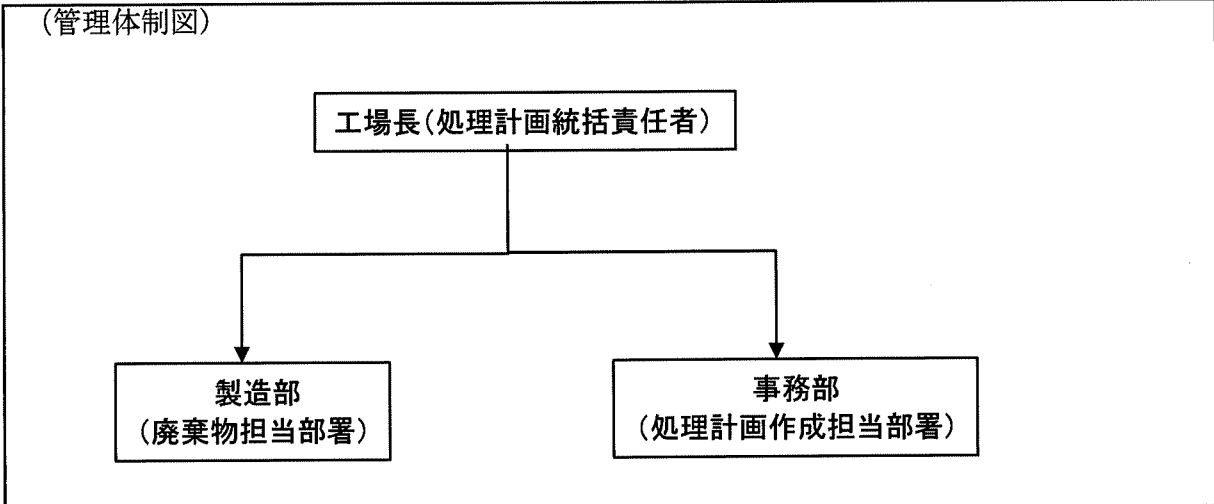 （管理体制図）
工場長（処理計画統括責任者）
製造部
（廃棄物担当部署）
事務部
（処理計画作成担当部署）